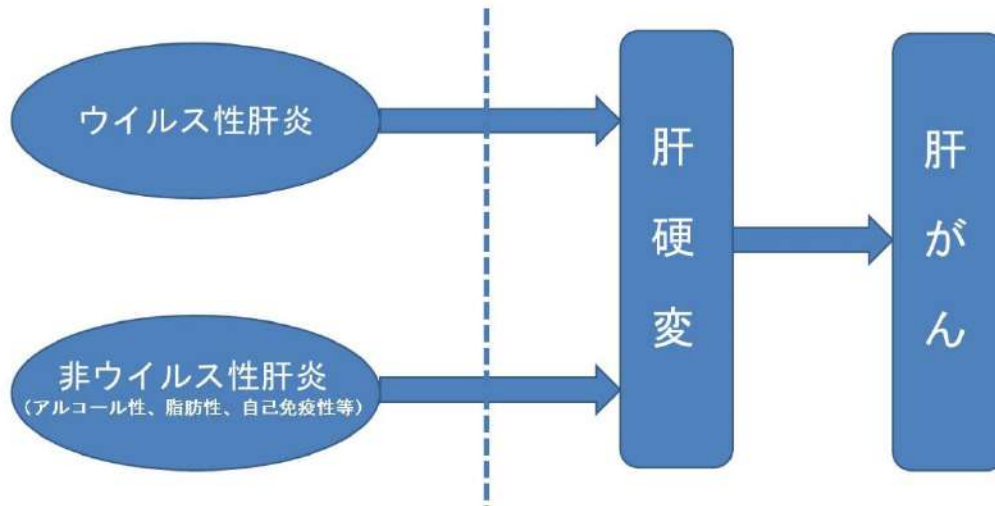 ウイルス性肝炎
非ウイルス性肝炎
（アルコール性、脂肪性、自己免疫性等）
肝硬変
肝がん